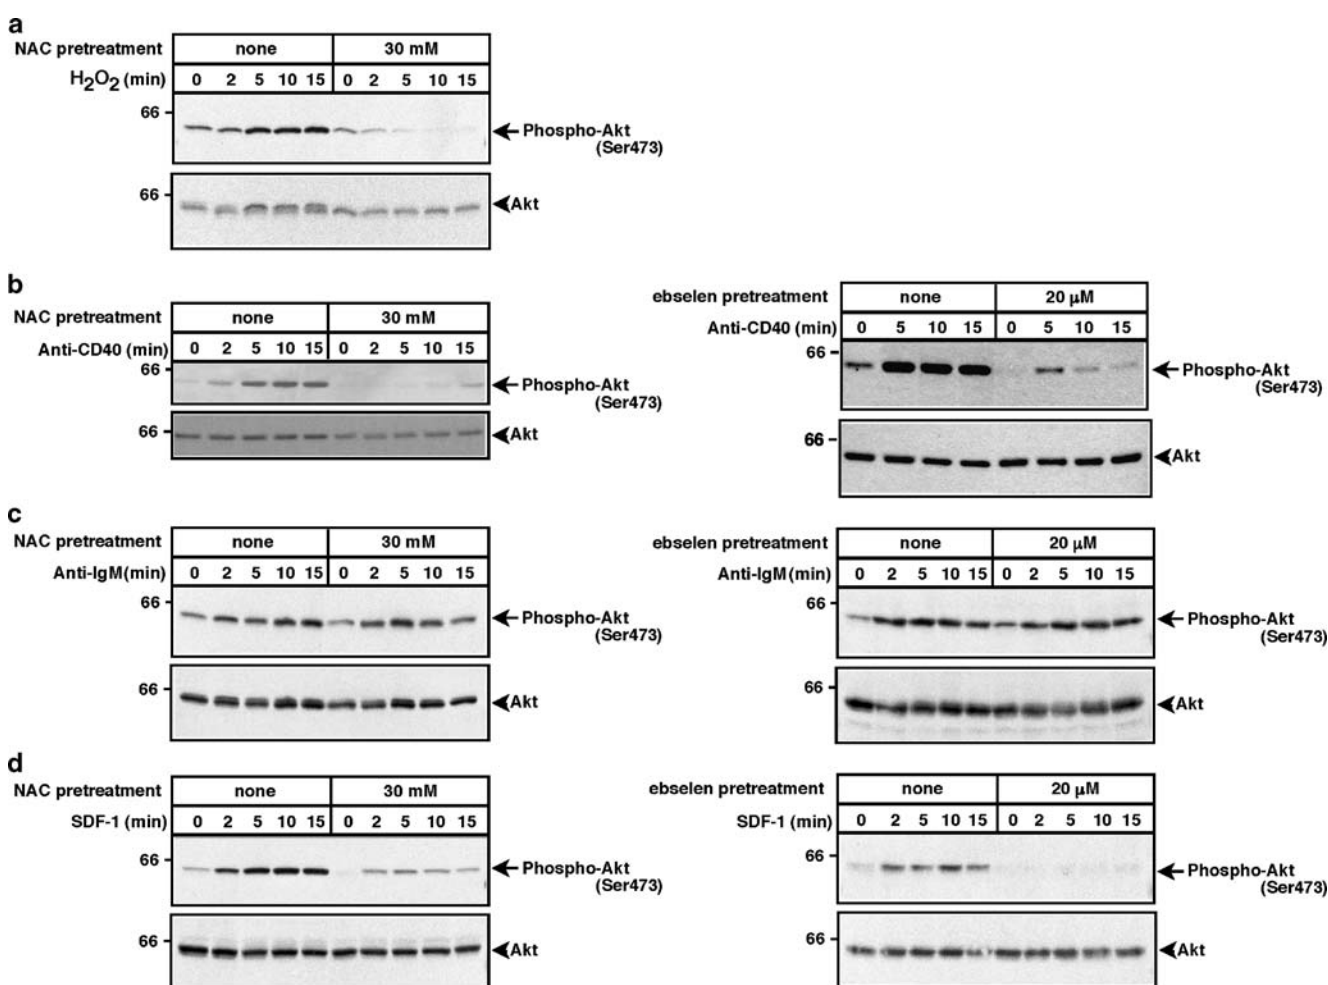 a
NAC pretreatment none 30 mM
H2O2 (min) 0 2 5 10 15 0 2 5 10 15
66
Phospho-Akt
(Ser473)
66
Akt
b
NAC pretreatment none 30 mM
Anti-CD40 (min) 0 2 5 10 15 0 2 5 10 15
66
Phospho-Akt
(Ser473)
66
Akt
ebselen pretreatment none 20 μM
Anti-CD40 (min) 0 5 10 15 0 5 10 15
66
Phospho-Akt
(Ser473)
66
Akt
c
NAC pretreatment none 30 mM
Anti-IgM(min) 0 2 5 10 15 0 2 5 10 15
66
Phospho-Akt
(Ser473)
66
Akt
ebselen pretreatment none 20 μM
Anti-IgM(min) 0 2 5 10 15 0 2 5 10 15
66
Phospho-Akt
(Ser473)
66
Akt
d
NAC pretreatment none 30 mM
SDF-1 (min) 0 2 5 10 15 0 2 5 10 15
66
Phospho-Akt
(Ser473)
66
Akt
ebselen pretreatment none 20 μM
SDF-1 (min) 0 2 5 10 15 0 2 5 10 15
66
Phospho-Akt
(Ser473)
66
Akt